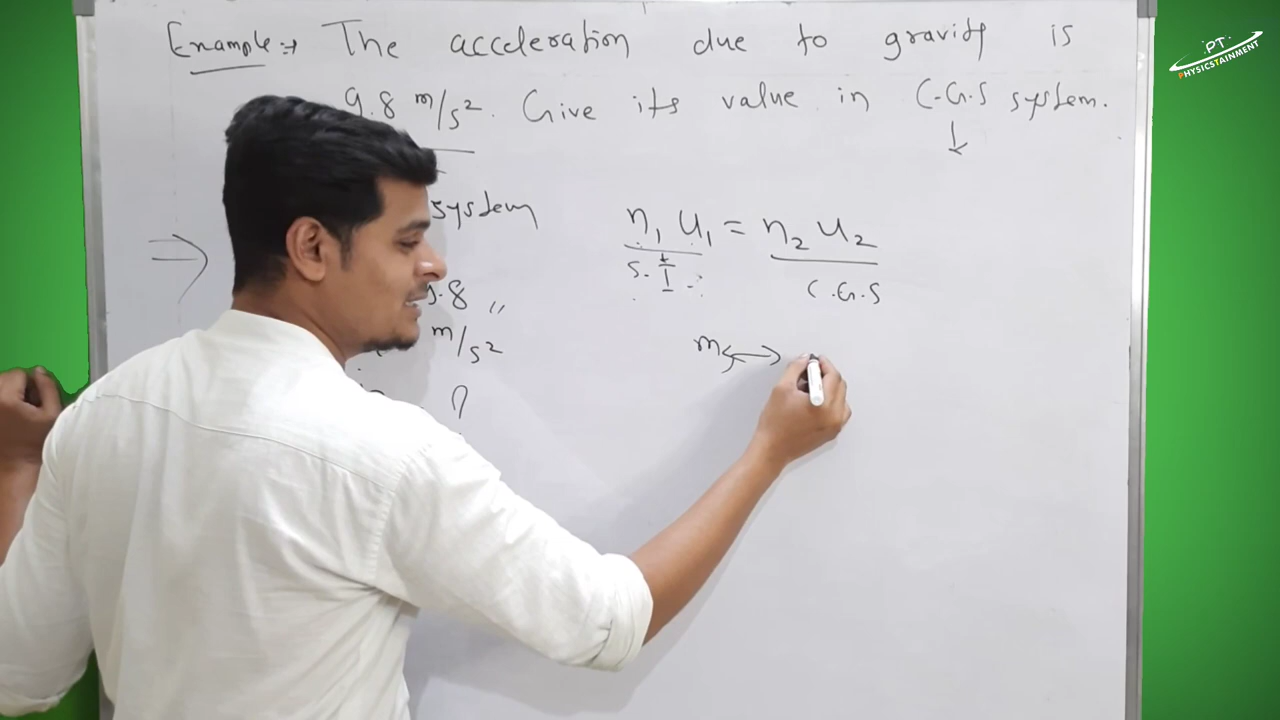 Example:→ The acceleration due to gravity is
9.8 m/s². Give its value in C.G.S system.
system
n₁ u₁ = n₂ u₂
S.I.
C.G.S
9.8 "
m/s²
m ↔
?
PT
PHYSICSTAINMENT